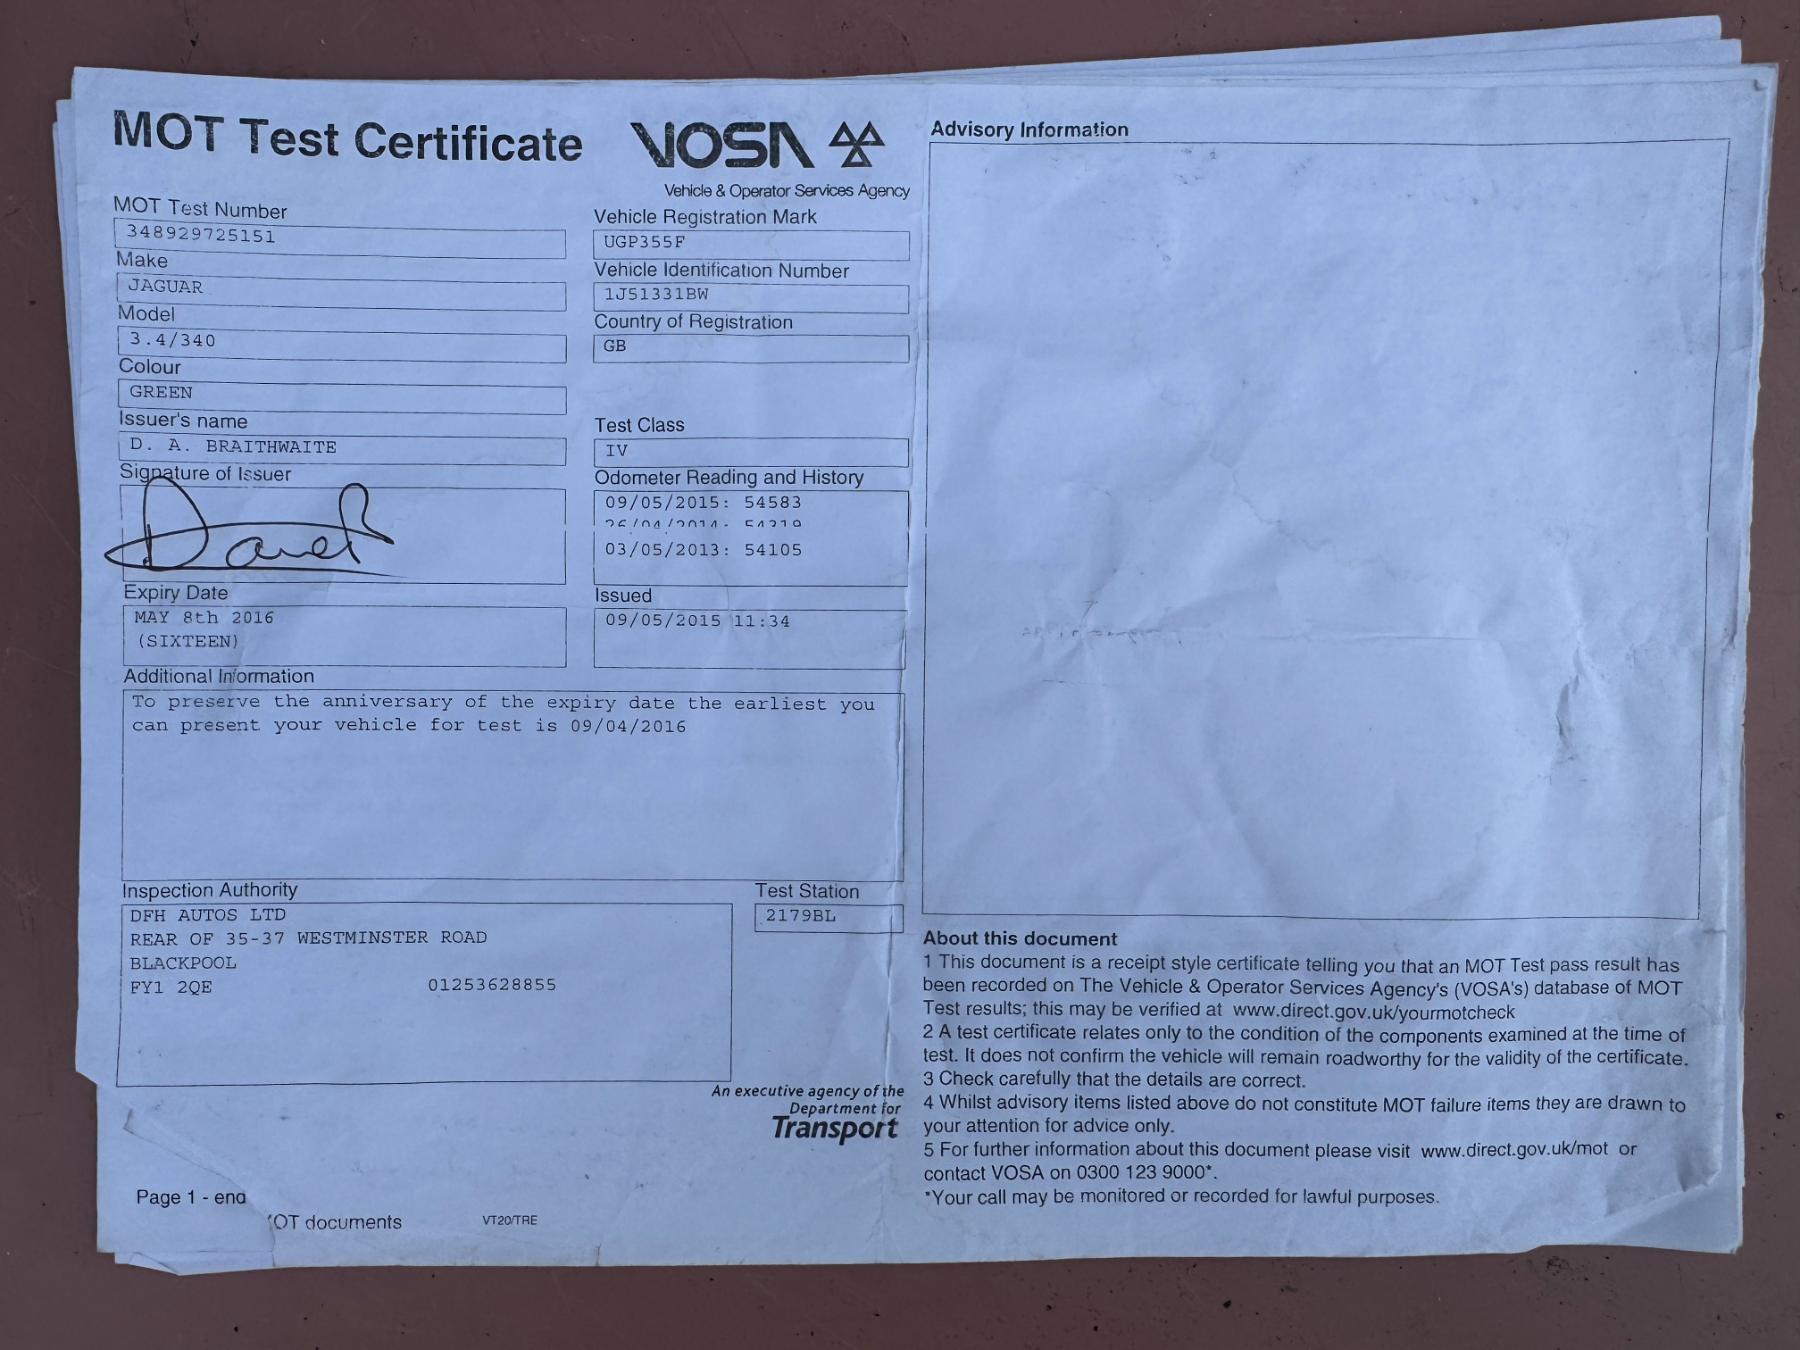 MOT Test Certificate
VOSA
Vehicle & Operator Services Agency
MOT Test Number
348929725151
Make
JAGUAR
Model
3.4/340
Colour
GREEN
Issuer's name
D. A. BRAITHWAITE
Signature of Issuer
Vehicle Registration Mark
UGP355F
Vehicle Identification Number
1J51331BW
Country of Registration
GB
Test Class
IV
Odometer Reading and History
09/05/2015: 54583
26/04/2014: 54219
03/05/2013: 54105
Expiry Date
MAY 8th 2016
(SIXTEEN)
Issued
09/05/2015 11:34
Additional Information
To preserve the anniversary of the expiry date the earliest you
can present your vehicle for test is 09/04/2016
Inspection Authority
DFH AUTOS LTD
REAR OF 35-37 WESTMINSTER ROAD
BLACKPOOL
FY1 2QE 01253628855
Test Station
2179BL
An executive agency of the
Department for
Transport
Page 1 - end
OT documents VT20/TRE
Advisory Information
About this document
1 This document is a receipt style certificate telling you that an MOT Test pass result has
been recorded on The Vehicle & Operator Services Agency's (VOSA's) database of MOT
Test results; this may be verified at www.direct.gov.uk/yourmotcheck
2 A test certificate relates only to the condition of the components examined at the time of
test. It does not confirm the vehicle will remain roadworthy for the validity of the certificate.
3 Check carefully that the details are correct.
4 Whilst advisory items listed above do not constitute MOT failure items they are drawn to
your attention for advice only.
5 For further information about this document please visit www.direct.gov.uk/mot or
contact VOSA on 0300 123 9000*.
*Your call may be monitored or recorded for lawful purposes.